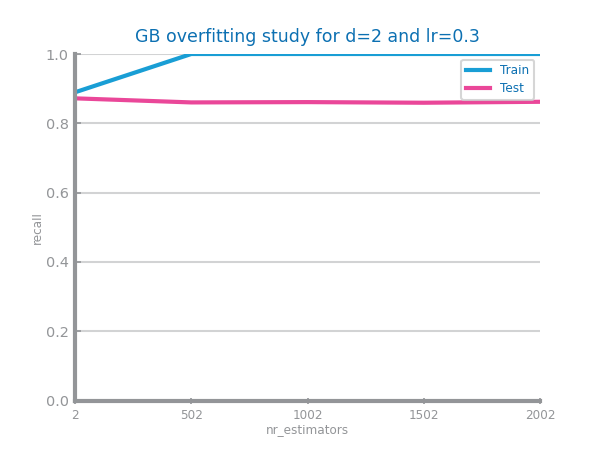 GB overfitting study for d=2 and lr=0.3
1.0
0.8
0.6
0.4
0.2
0.0
recall
Train
Test
2 502 1002 1502 2002
nr_estimators